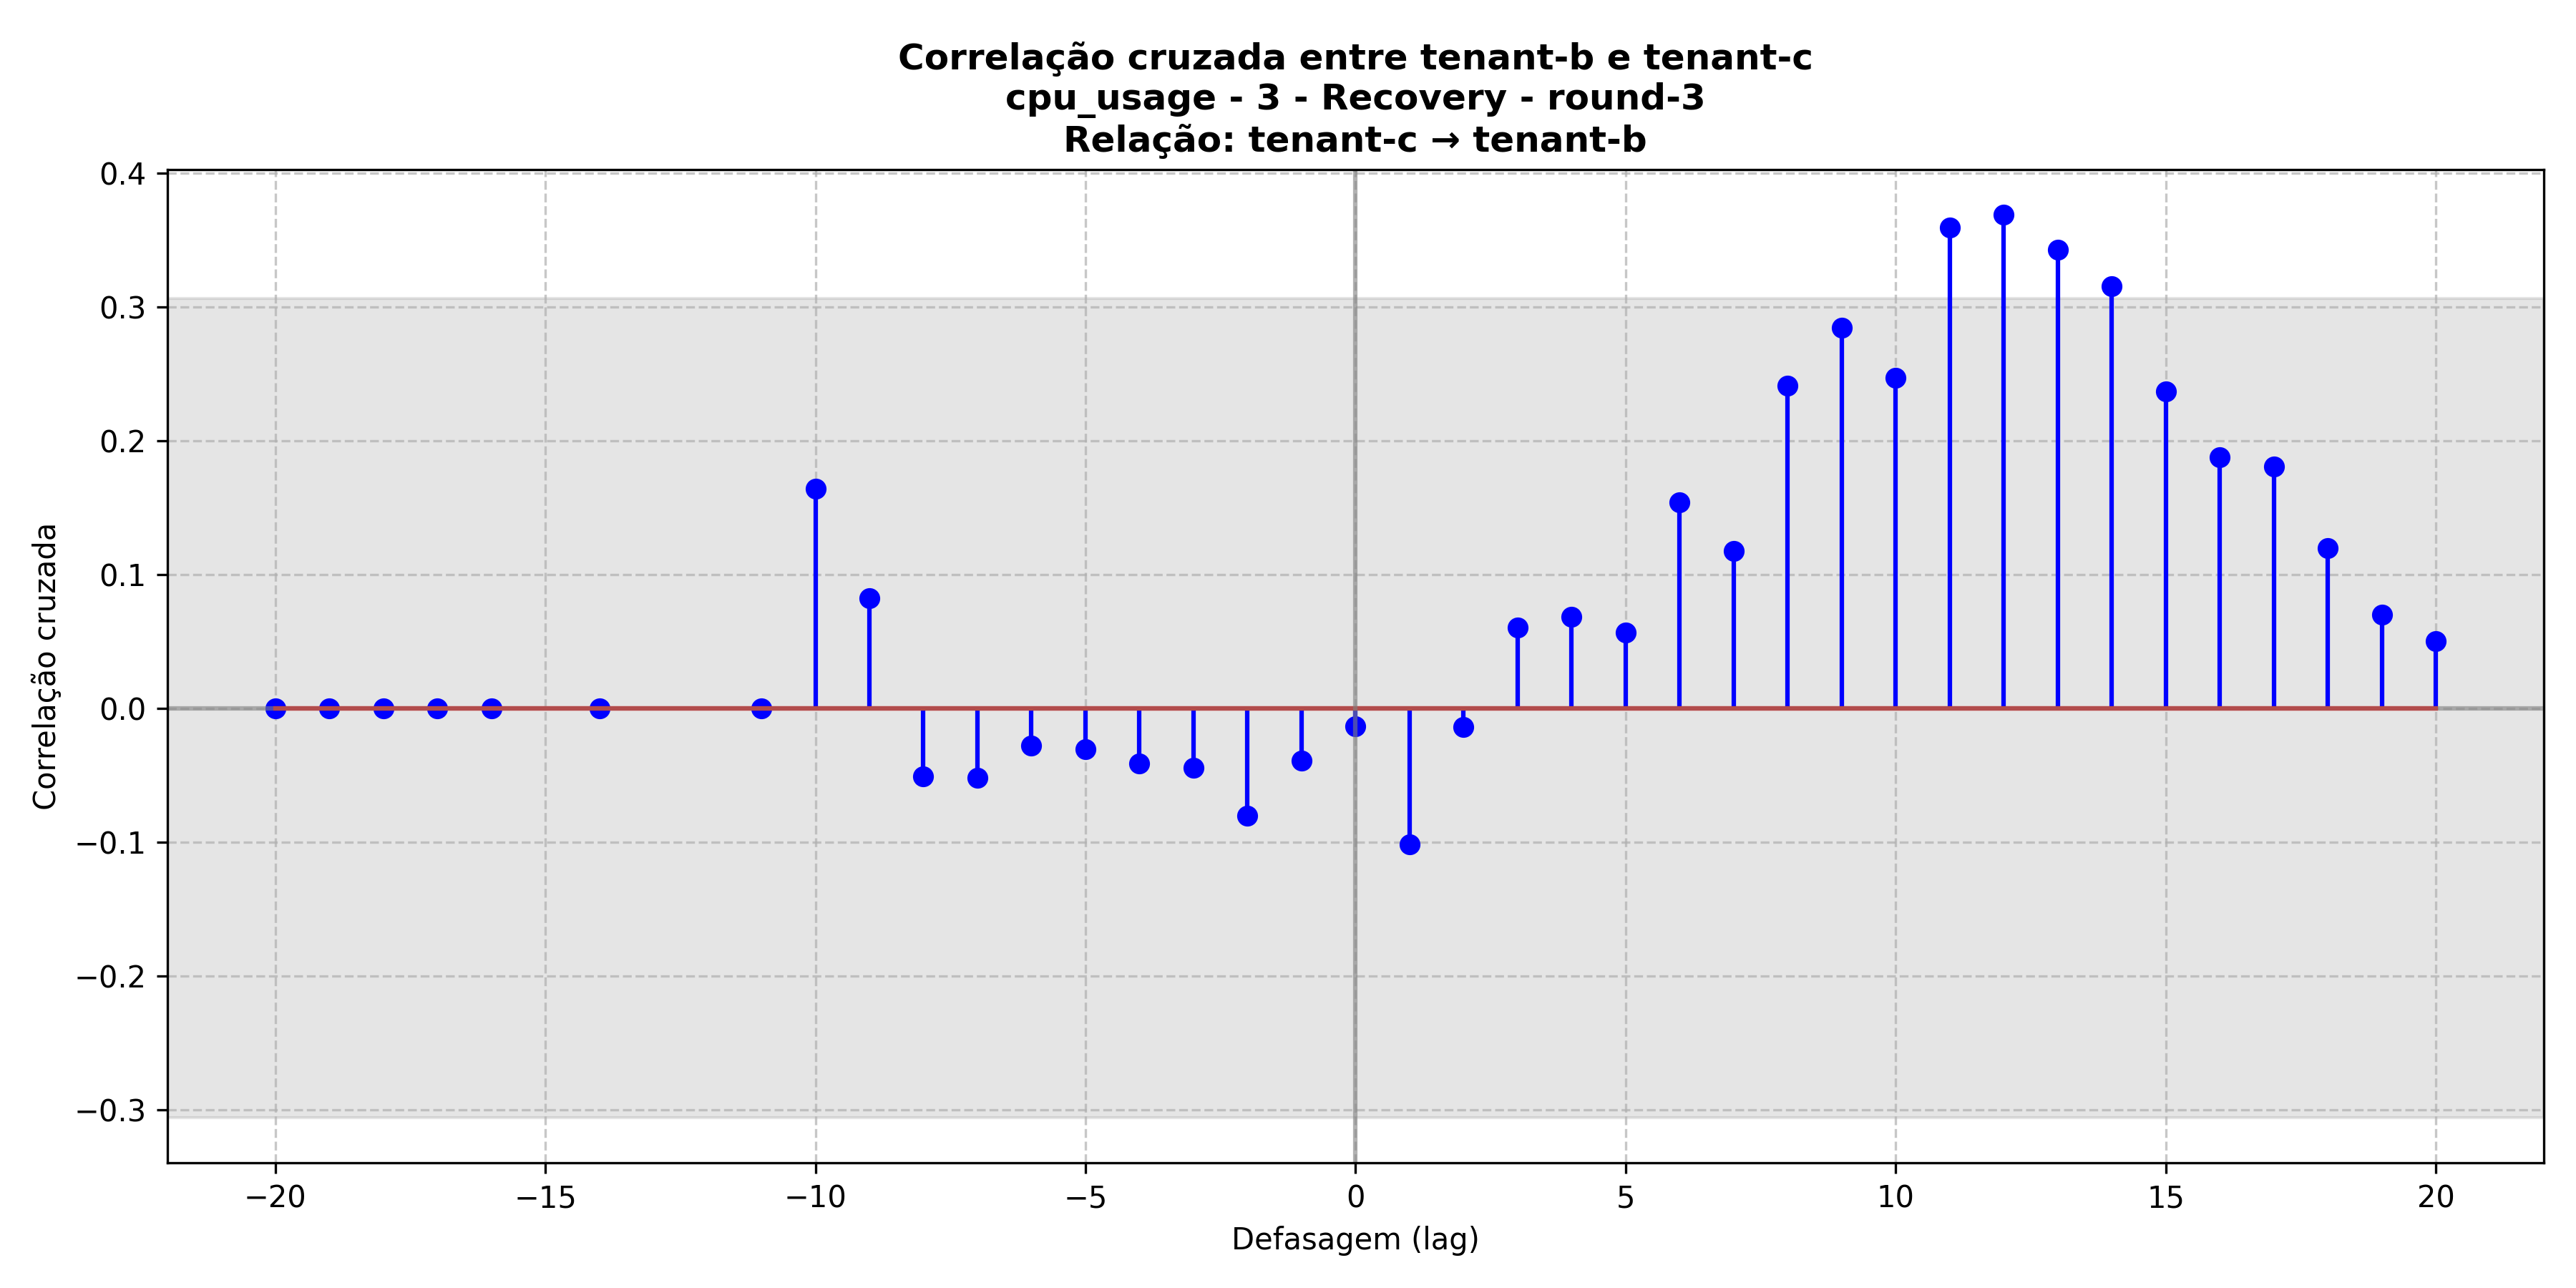 Correlação cruzada entre tenant-b e tenant-c
cpu_usage - 3 - Recovery - round-3
Relação: tenant-c → tenant-b
0.4
0.3
0.2
0.1
0.0
−0.1
−0.2
−0.3
Correlação cruzada
−20 −15 −10 −5 0 5 10 15 20
Defasagem (lag)